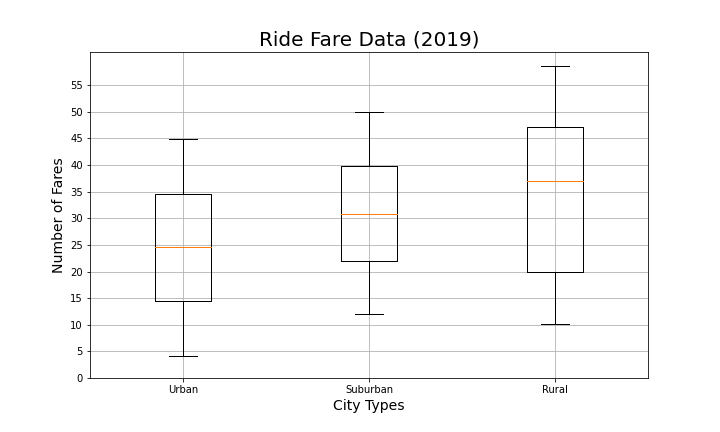 Ride Fare Data (2019)
Number of Fares
55
50
45
40
35
30
25
20
15
10
5
0
Urban
Suburban
Rural
City Types